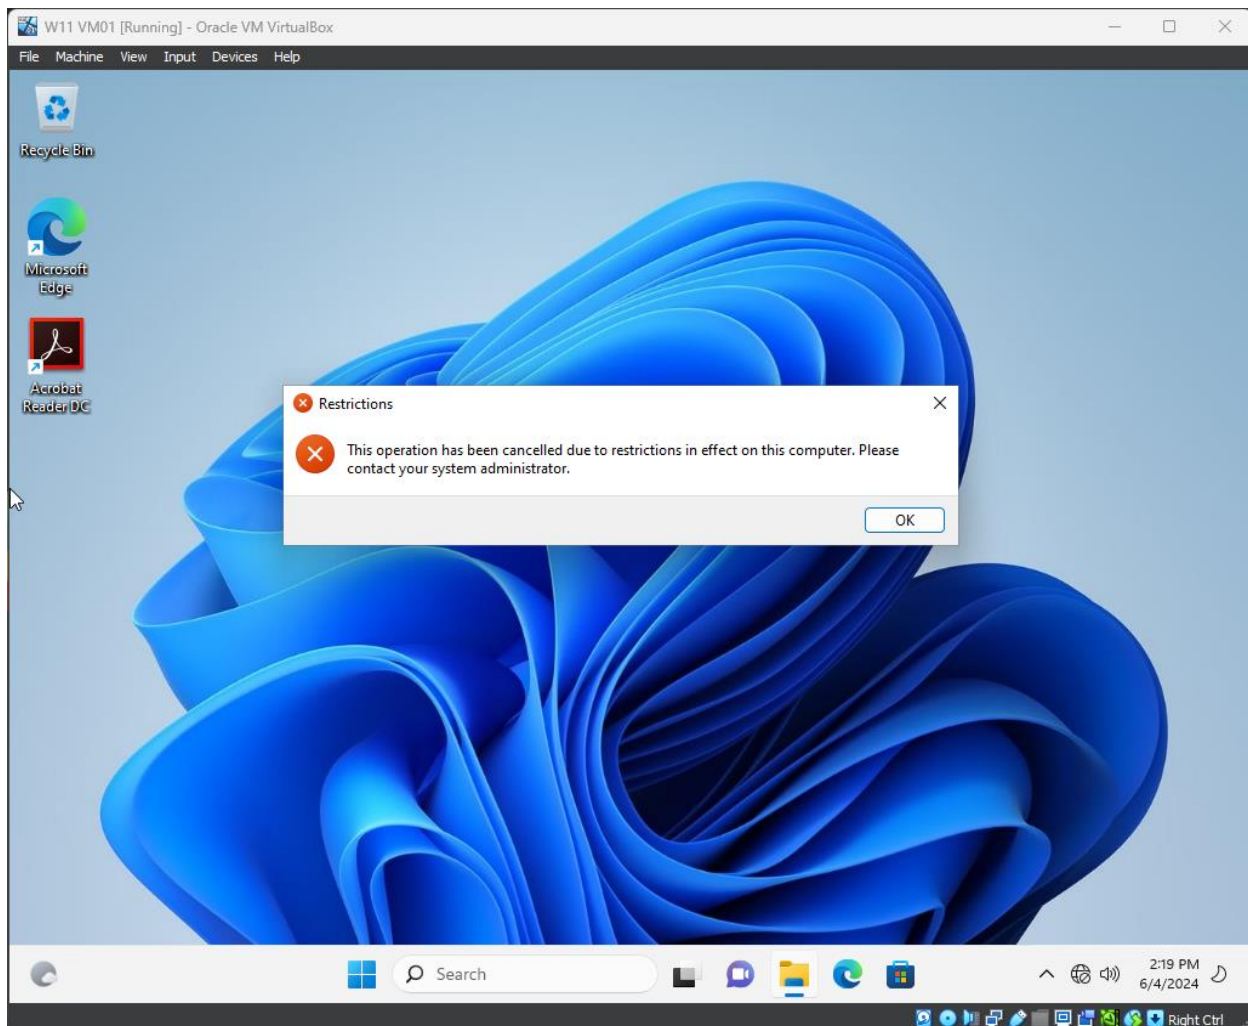 W11 VM01 [Running] - Oracle VM VirtualBox
File Machine View Input Devices Help
Recycle Bin
Microsoft
Edge
Acrobat
Reader DC
Restrictions
This operation has been cancelled due to restrictions in effect on this computer. Please
contact your system administrator.
OK
Search
2:19 PM
6/4/2024
Right Ctrl